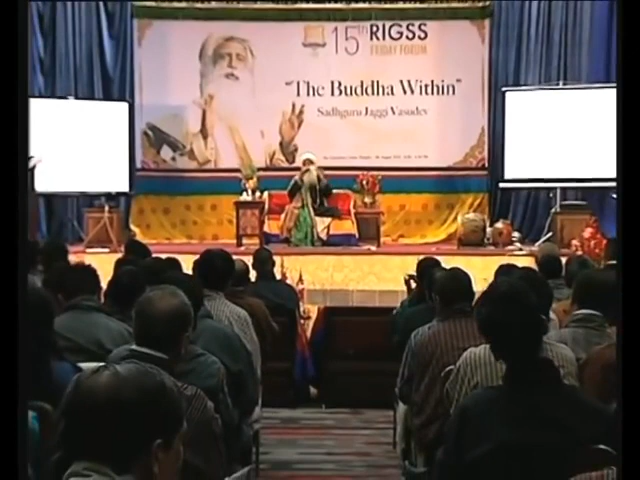 15th RIGSS
FRIDAY FORUM
"The Buddha Within"
Sadhguru Jaggi Vasudev